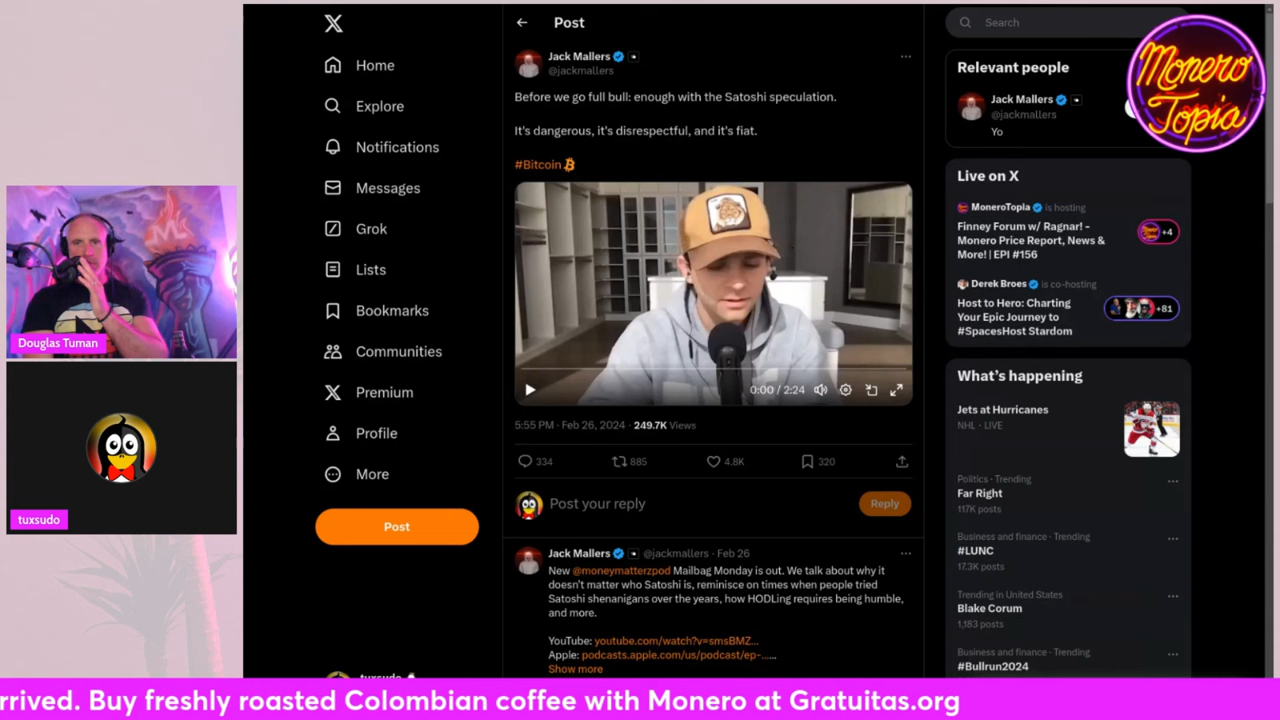 Douglas Tuman
tuxsudo
Home
Explore
Notifications
Messages
Grok
Lists
Bookmarks
Communities
Premium
Profile
More
Post
Post
Jack Mallers
@jackmallers
Before we go full bull: enough with the Satoshi speculation.
It's dangerous, it's disrespectful, and it's fiat.
#Bitcoin
0:00 / 2:24
5:55 PM · Feb 26, 2024 · 249.7K Views
334 885 4.8K 320
Post your reply
Reply
Jack Mallers @jackmallers · Feb 26
New @moneymatterzpod Mailbag Monday is out. We talk about why it
doesn't matter who Satoshi is, reminisce on times when people tried
Satoshi shenanigans over the years, how HODLing requires being humble,
and more.
YouTube: youtube.com/watch?v=smsBMZ...
Apple: podcasts.apple.com/us/podcast/ep-......
Show more
Search
Monero
Topia
Relevant people
Jack Mallers
@jackmallers
Yo
Live on X
MoneroTopia is hosting
Finney Forum w/ Ragnar! -
Monero Price Report, News &
More! | EPI #156
+4
Derek Broes is co-hosting
Host to Hero: Charting
Your Epic Journey to
#SpacesHost Stardom
+81
What's happening
Jets at Hurricanes
NHL · LIVE
Politics · Trending
Far Right
117K posts
Business and finance · Trending
#LUNC
17.3K posts
Trending in United States
Blake Corum
1,183 posts
Business and finance · Trending
#Bullrun2024
rrived. Buy freshly roasted Colombian coffee with Monero at Gratuitas.org